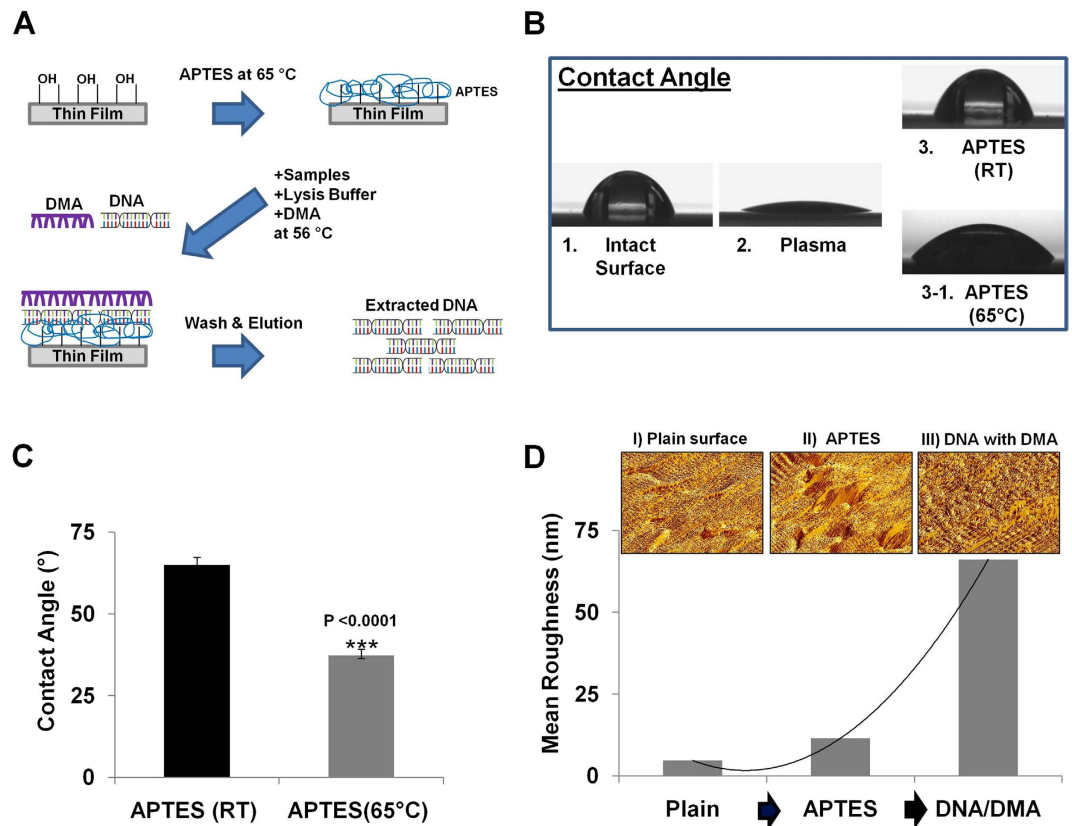 A
OH OH OH
Thin Film
APTES at 65 °C
APTES
Thin Film
DMA DNA
+Samples
+Lysis Buffer
+DMA
at 56 °C
Thin Film
Wash & Elution
Extracted DNA
B
Contact Angle
1. Intact
Surface
2. Plasma
3. APTES
(RT)
3-1. APTES
(65°C)
C
Contact Angle (°)
75
50
25
0
P <0.0001
***
APTES (RT)
APTES(65°C)
D
I) Plain surface
II) APTES
III) DNA with DMA
Mean Roughness (nm)
75
50
25
0
Plain
APTES
DNA/DMA